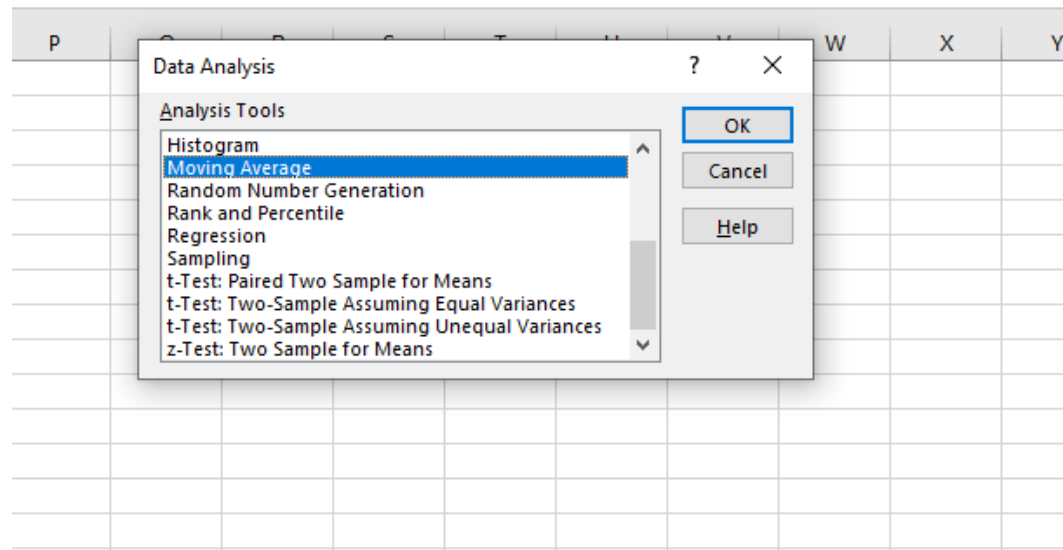 P W X Y
Data Analysis ? X
Analysis Tools
Histogram
Moving Average
Random Number Generation
Rank and Percentile
Regression
Sampling
t-Test: Paired Two Sample for Means
t-Test: Two-Sample Assuming Equal Variances
t-Test: Two-Sample Assuming Unequal Variances
z-Test: Two Sample for Means
OK
Cancel
Help